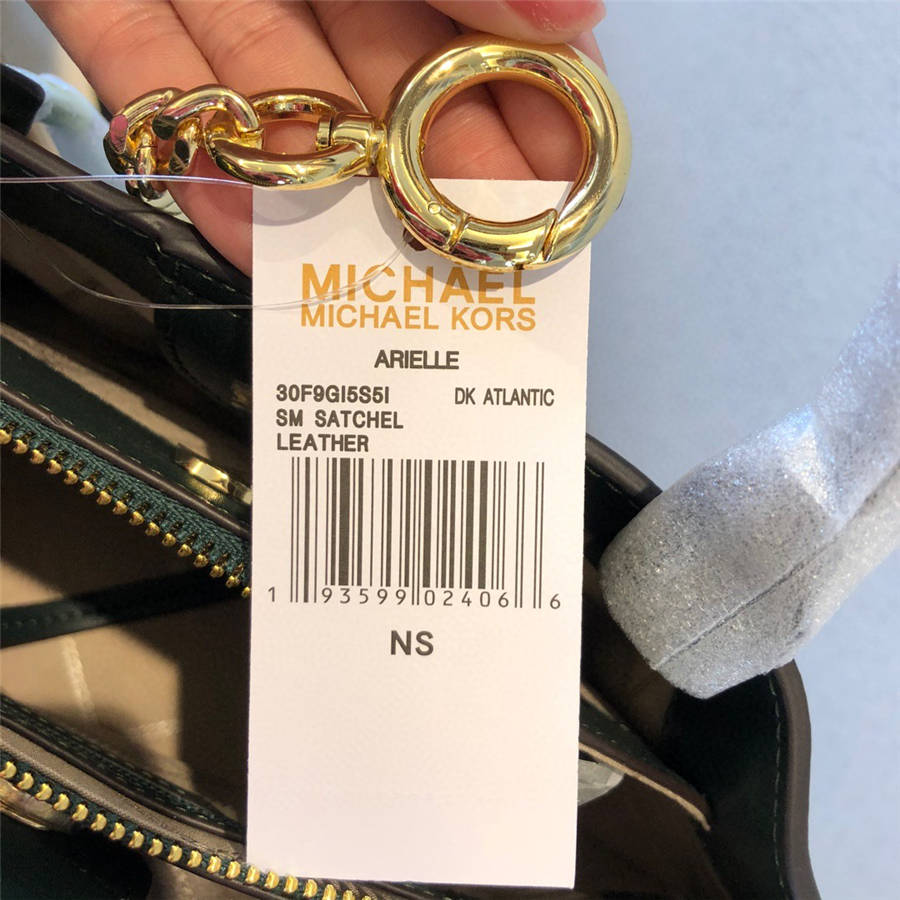 MICHAEL
MICHAEL KORS
ARIELLE
30F9GI5S5I DK ATLANTIC
SM SATCHEL
LEATHER
1 93599 02406 6
NS